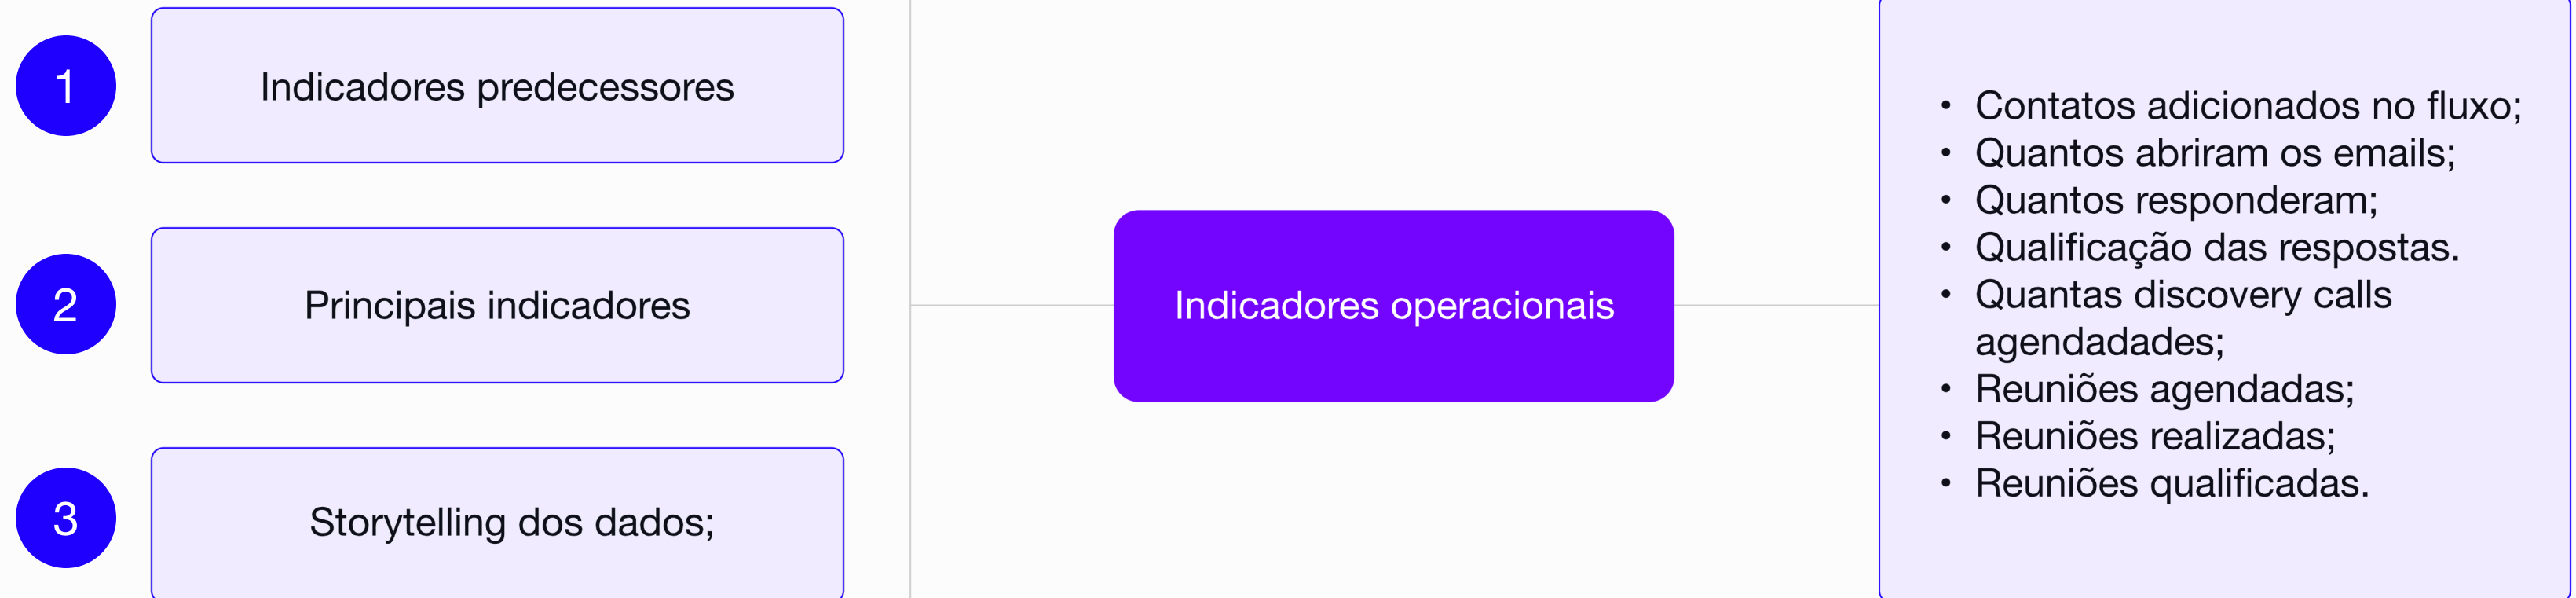 1
Indicadores predecessores
2
Principais indicadores
3
Storytelling dos dados;
Indicadores operacionais
• Contatos adicionados no fluxo;
• Quantos abriram os emails;
• Quantos responderam;
• Qualificação das respostas.
• Quantas discovery calls
agendadades;
• Reuniões agendadas;
• Reuniões realizadas;
• Reuniões qualificadas.